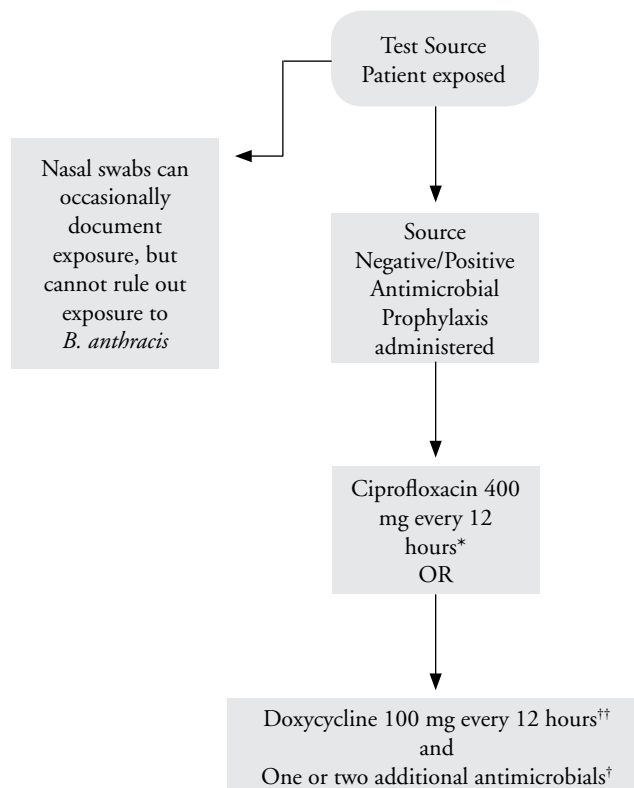 Test Source
Patient exposed
Nasal swabs can
occasionally
document
exposure, but
cannot rule out
exposure to
B. anthracis
Source
Negative/Positive
Antimicrobial
Prophylaxis
administered
Ciprofloxacin 400
mg every 12
hours*
OR
Doxycycline 100 mg every 12 hours††
and
One or two additional antimicrobials†